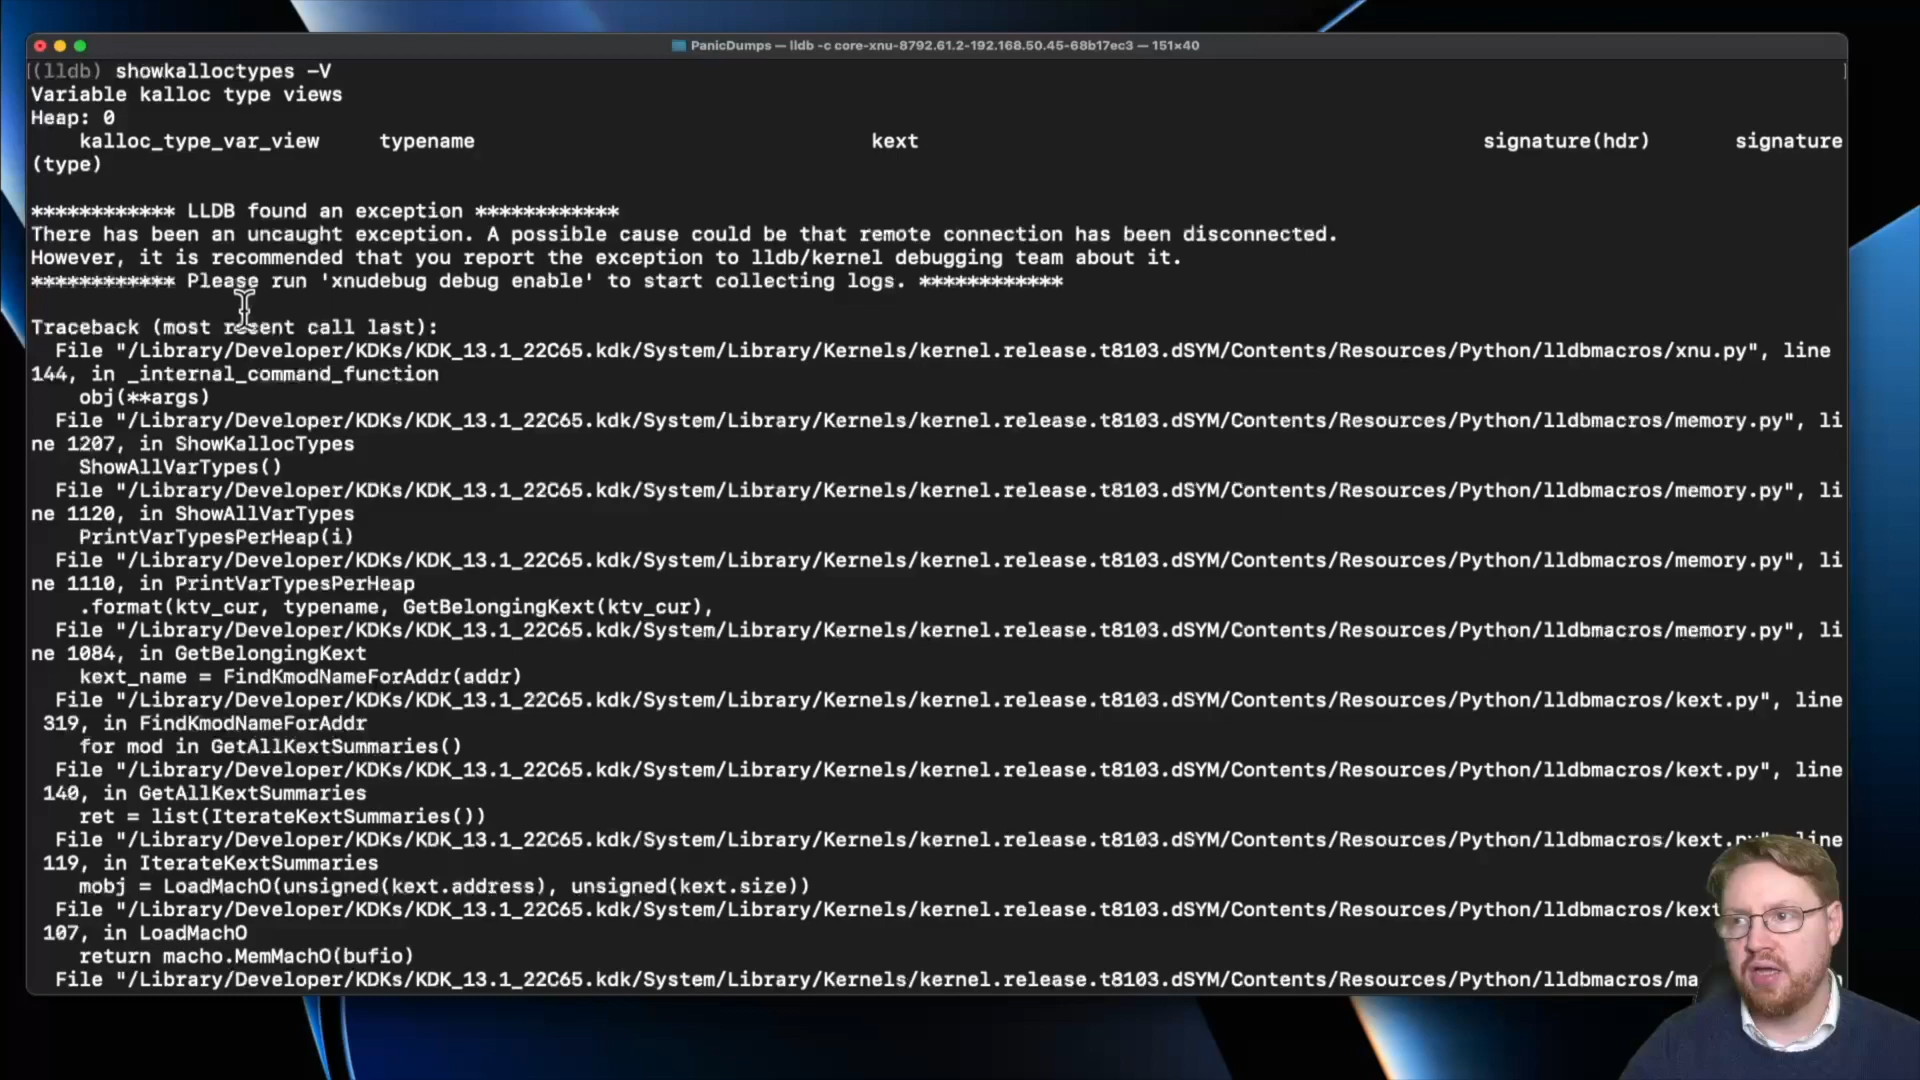 PanicDumps — lldb -c core-xnu-8792.61.2-192.168.50.45-68b17ec3 — 151×40
[(lldb) showkalloctypes -V ]
Variable kalloc type views
Heap: 0
kalloc_type_var_view typename kext signature(hdr) signature
(type)
************ LLDB found an exception ************
There has been an uncaught exception. A possible cause could be that remote connection has been disconnected.
However, it is recommended that you report the exception to lldb/kernel debugging team about it.
************ Please run 'xnudebug debug enable' to start collecting logs. ************
Traceback (most recent call last):
File "/Library/Developer/KDKs/KDK_13.1_22C65.kdk/System/Library/Kernels/kernel.release.t8103.dSYM/Contents/Resources/Python/lldbmacros/xnu.py", line
144, in _internal_command_function
obj(**args)
File "/Library/Developer/KDKs/KDK_13.1_22C65.kdk/System/Library/Kernels/kernel.release.t8103.dSYM/Contents/Resources/Python/lldbmacros/memory.py", li
ne 1207, in ShowKallocTypes
ShowAllVarTypes()
File "/Library/Developer/KDKs/KDK_13.1_22C65.kdk/System/Library/Kernels/kernel.release.t8103.dSYM/Contents/Resources/Python/lldbmacros/memory.py", li
ne 1120, in ShowAllVarTypes
PrintVarTypesPerHeap(i)
File "/Library/Developer/KDKs/KDK_13.1_22C65.kdk/System/Library/Kernels/kernel.release.t8103.dSYM/Contents/Resources/Python/lldbmacros/memory.py", li
ne 1110, in PrintVarTypesPerHeap
.format(ktv_cur, typename, GetBelongingKext(ktv_cur),
File "/Library/Developer/KDKs/KDK_13.1_22C65.kdk/System/Library/Kernels/kernel.release.t8103.dSYM/Contents/Resources/Python/lldbmacros/memory.py", li
ne 1084, in GetBelongingKext
kext_name = FindKmodNameForAddr(addr)
File "/Library/Developer/KDKs/KDK_13.1_22C65.kdk/System/Library/Kernels/kernel.release.t8103.dSYM/Contents/Resources/Python/lldbmacros/kext.py", line
319, in FindKmodNameForAddr
for mod in GetAllKextSummaries()
File "/Library/Developer/KDKs/KDK_13.1_22C65.kdk/System/Library/Kernels/kernel.release.t8103.dSYM/Contents/Resources/Python/lldbmacros/kext.py", line
140, in GetAllKextSummaries
ret = list(IterateKextSummaries())
File "/Library/Developer/KDKs/KDK_13.1_22C65.kdk/System/Library/Kernels/kernel.release.t8103.dSYM/Contents/Resources/Python/lldbmacros/kext.py", line
119, in IterateKextSummaries
mobj = LoadMachO(unsigned(kext.address), unsigned(kext.size))
File "/Library/Developer/KDKs/KDK_13.1_22C65.kdk/System/Library/Kernels/kernel.release.t8103.dSYM/Contents/Resources/Python/lldbmacros/kext
107, in LoadMachO
return macho.MemMachO(bufio)
File "/Library/Developer/KDKs/KDK_13.1_22C65.kdk/System/Library/Kernels/kernel.release.t8103.dSYM/Contents/Resources/Python/lldbmacros/ma